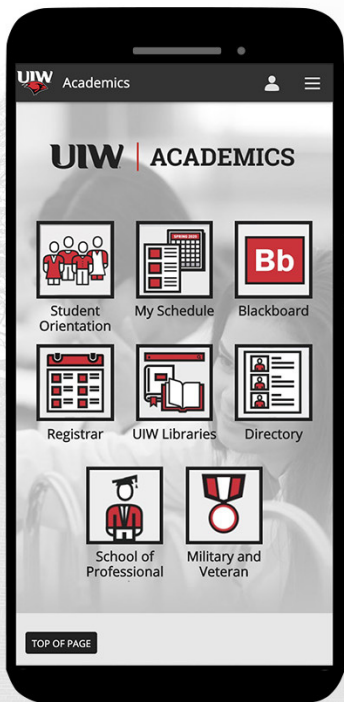 UIW Academics
UIW | ACADEMICS
SPRING 2020
Bb
Student
Orientation
My Schedule
Blackboard
Registrar
UIW Libraries
Directory
School of
Professional
Military and
Veteran
TOP OF PAGE